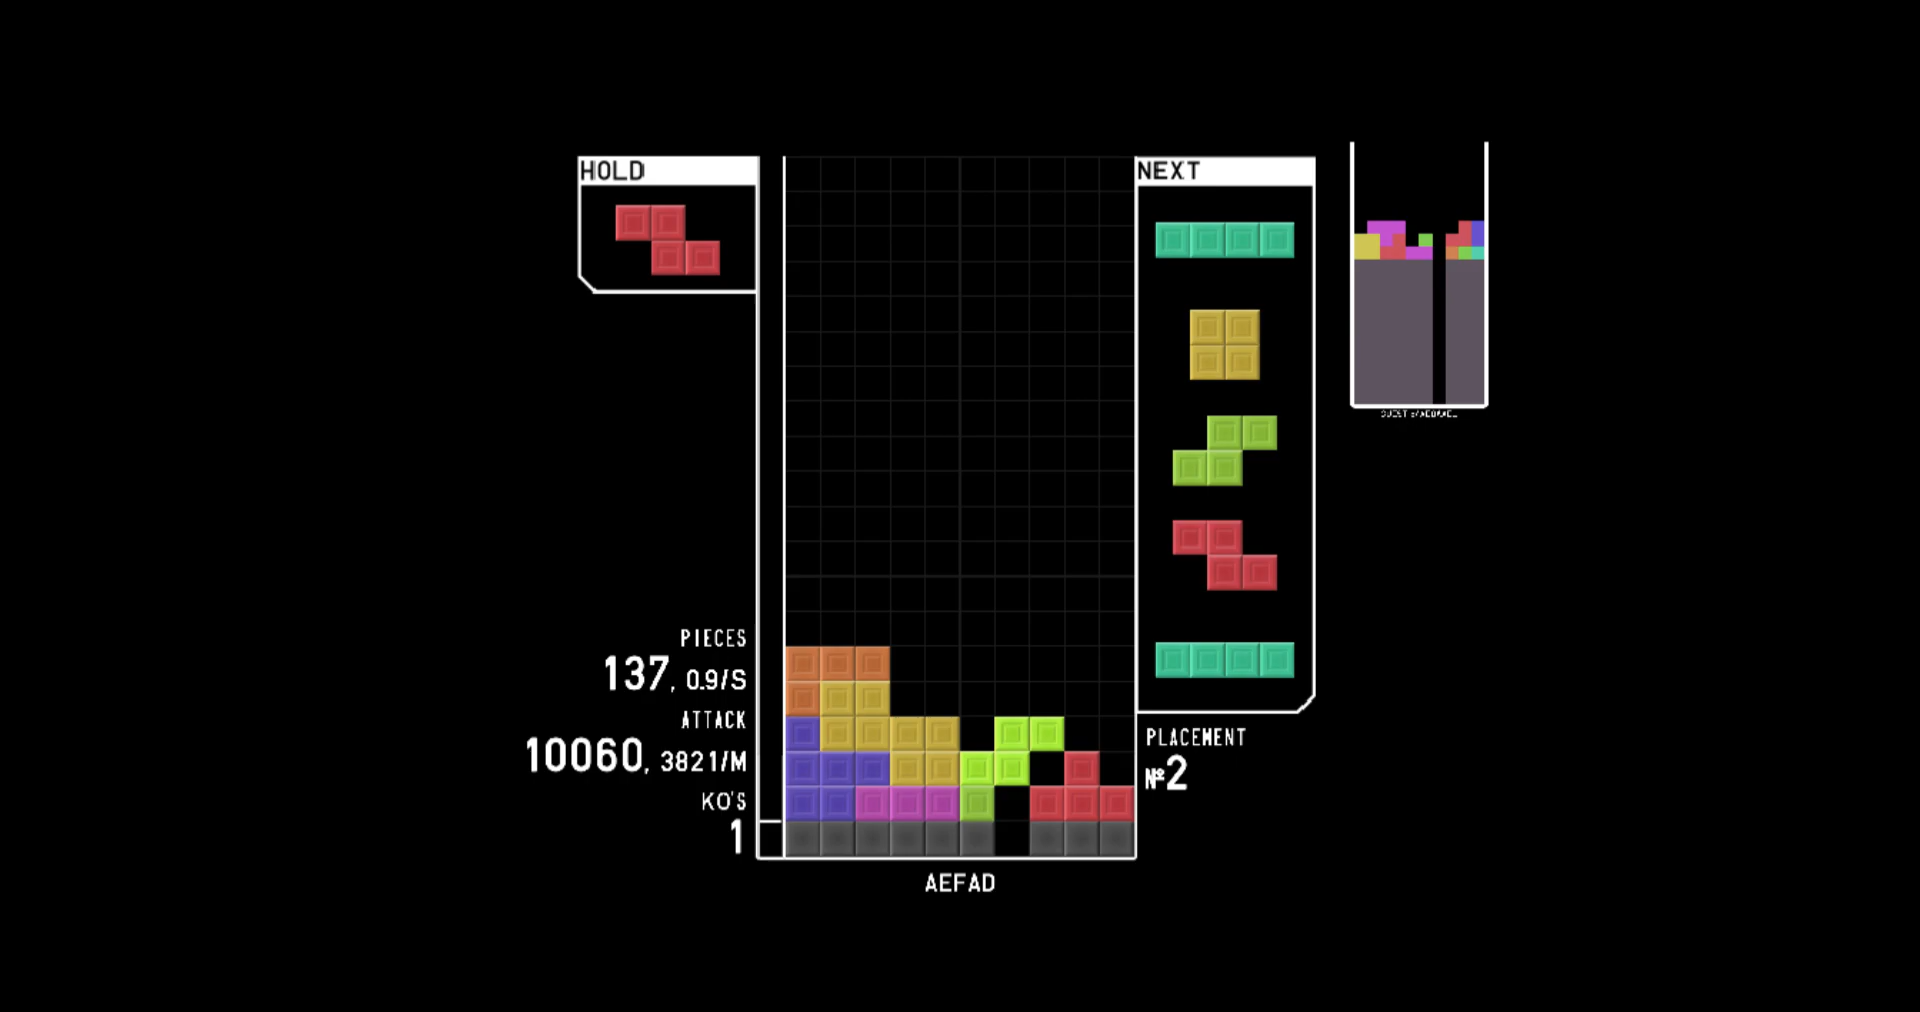 HOLD
NEXT
PIECES
137, 0.9/S
ATTACK
10060, 3821/M
KO'S
1
PLACEMENT
№2
AEFAD